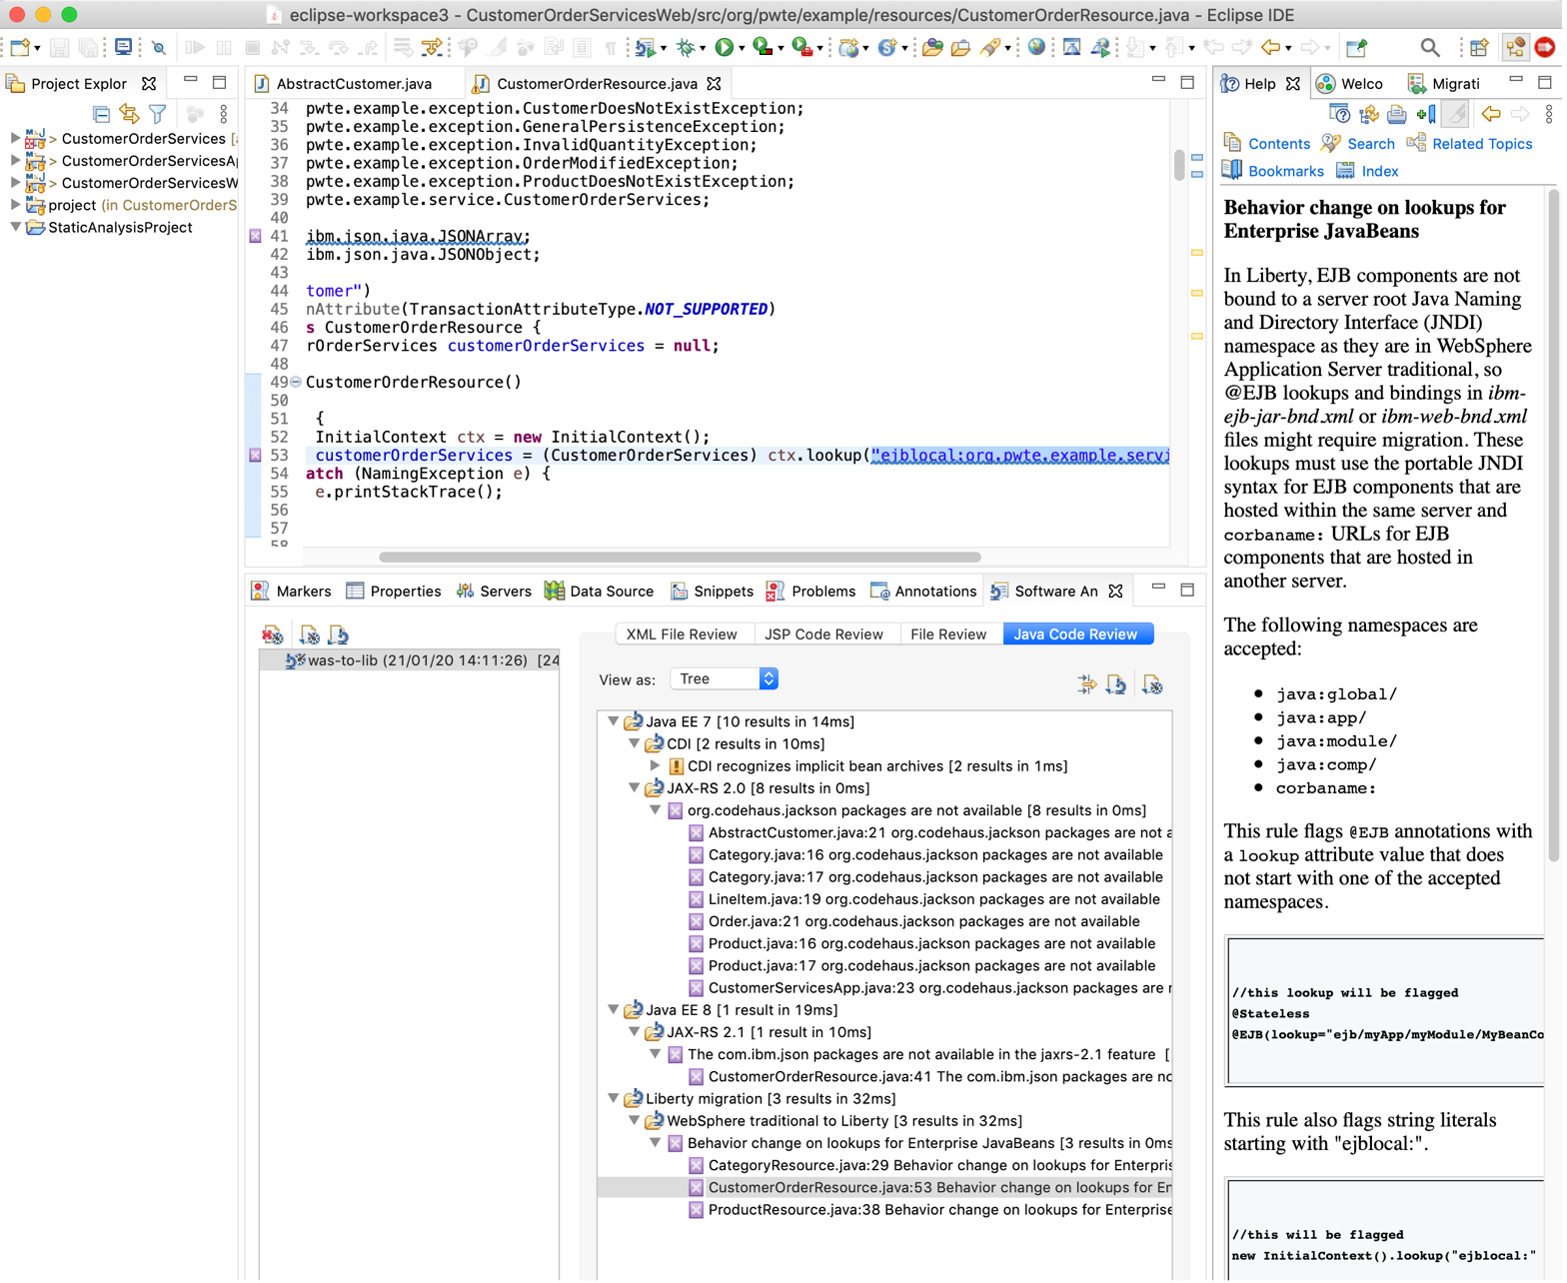 eclipse-workspace3 - CustomerOrderServicesWeb/src/org/pwte/example/resources/CustomerOrderResource.java - Eclipse IDE
Project Explor
CustomerOrderServices [
> CustomerOrderServicesA
> CustomerOrderServicesW
project (in CustomerOrderS
StaticAnalysisProject
AbstractCustomer.java
CustomerOrderResource.java
34 pwte.example.exception.CustomerDoesNotExistException;
35 pwte.example.exception.GeneralPersistenceException;
36 pwte.example.exception.InvalidQuantityException;
37 pwte.example.exception.OrderModifiedException;
38 pwte.example.exception.ProductDoesNotExistException;
39 pwte.example.service.CustomerOrderServices;
40
41 ibm.json.java.JSONArray;
42 ibm.json.java.JSONObject;
43
44 tomer")
45 nAttribute(TransactionAttributeType.NOT_SUPPORTED)
46 s CustomerOrderResource {
47 rOrderServices customerOrderServices = null;
48
49 CustomerOrderResource()
50
51 {
52 InitialContext ctx = new InitialContext();
53 customerOrderServices = (CustomerOrderServices) ctx.lookup("ejblocal:org.pwte.example.servi
54 atch (NamingException e) {
55 e.printStackTrace();
56
57
58
Markers
Properties
Servers
Data Source
Snippets
Problems
Annotations
Software An
was-to-lib (21/01/20 14:11:26) [24
XML File Review
JSP Code Review
File Review
Java Code Review
View as: Tree
Java EE 7 [10 results in 14ms]
CDI [2 results in 10ms]
CDI recognizes implicit bean archives [2 results in 1ms]
JAX-RS 2.0 [8 results in 0ms]
org.codehaus.jackson packages are not available [8 results in 0ms]
AbstractCustomer.java:21 org.codehaus.jackson packages are not a
Category.java:16 org.codehaus.jackson packages are not available
Category.java:17 org.codehaus.jackson packages are not available
LineItem.java:19 org.codehaus.jackson packages are not available
Order.java:21 org.codehaus.jackson packages are not available
Product.java:16 org.codehaus.jackson packages are not available
Product.java:17 org.codehaus.jackson packages are not available
CustomerServicesApp.java:23 org.codehaus.jackson packages are r
Java EE 8 [1 result in 19ms]
JAX-RS 2.1 [1 result in 10ms]
The com.ibm.json packages are not available in the jaxrs-2.1 feature [
CustomerOrderResource.java:41 The com.ibm.json packages are nc
Liberty migration [3 results in 32ms]
WebSphere traditional to Liberty [3 results in 32ms]
Behavior change on lookups for Enterprise JavaBeans [3 results in 0ms
CategoryResource.java:29 Behavior change on lookups for Enterpris
CustomerOrderResource.java:53 Behavior change on lookups for En
ProductResource.java:38 Behavior change on lookups for Enterprise
Help
Welco
Migrati
Contents
Search
Related Topics
Bookmarks
Index
Behavior change on lookups for
Enterprise JavaBeans
In Liberty, EJB components are not
bound to a server root Java Naming
and Directory Interface (JNDI)
namespace as they are in WebSphere
Application Server traditional, so
@EJB lookups and bindings in ibm-
ejb-jar-bnd.xml or ibm-web-bnd.xml
files might require migration. These
lookups must use the portable JNDI
syntax for EJB components that are
hosted within the same server and
corbaname: URLs for EJB
components that are hosted in
another server.
The following namespaces are
accepted:
• java:global/
• java:app/
• java:module/
• java:comp/
• corbaname:
This rule flags @EJB annotations with
a lookup attribute value that does
not start with one of the accepted
namespaces.
//this lookup will be flagged
@Stateless
@EJB(lookup="ejb/myApp/myModule/MyBeanCo
This rule also flags string literals
starting with "ejblocal:".
//this will be flagged
new InitialContext().lookup("ejblocal:"